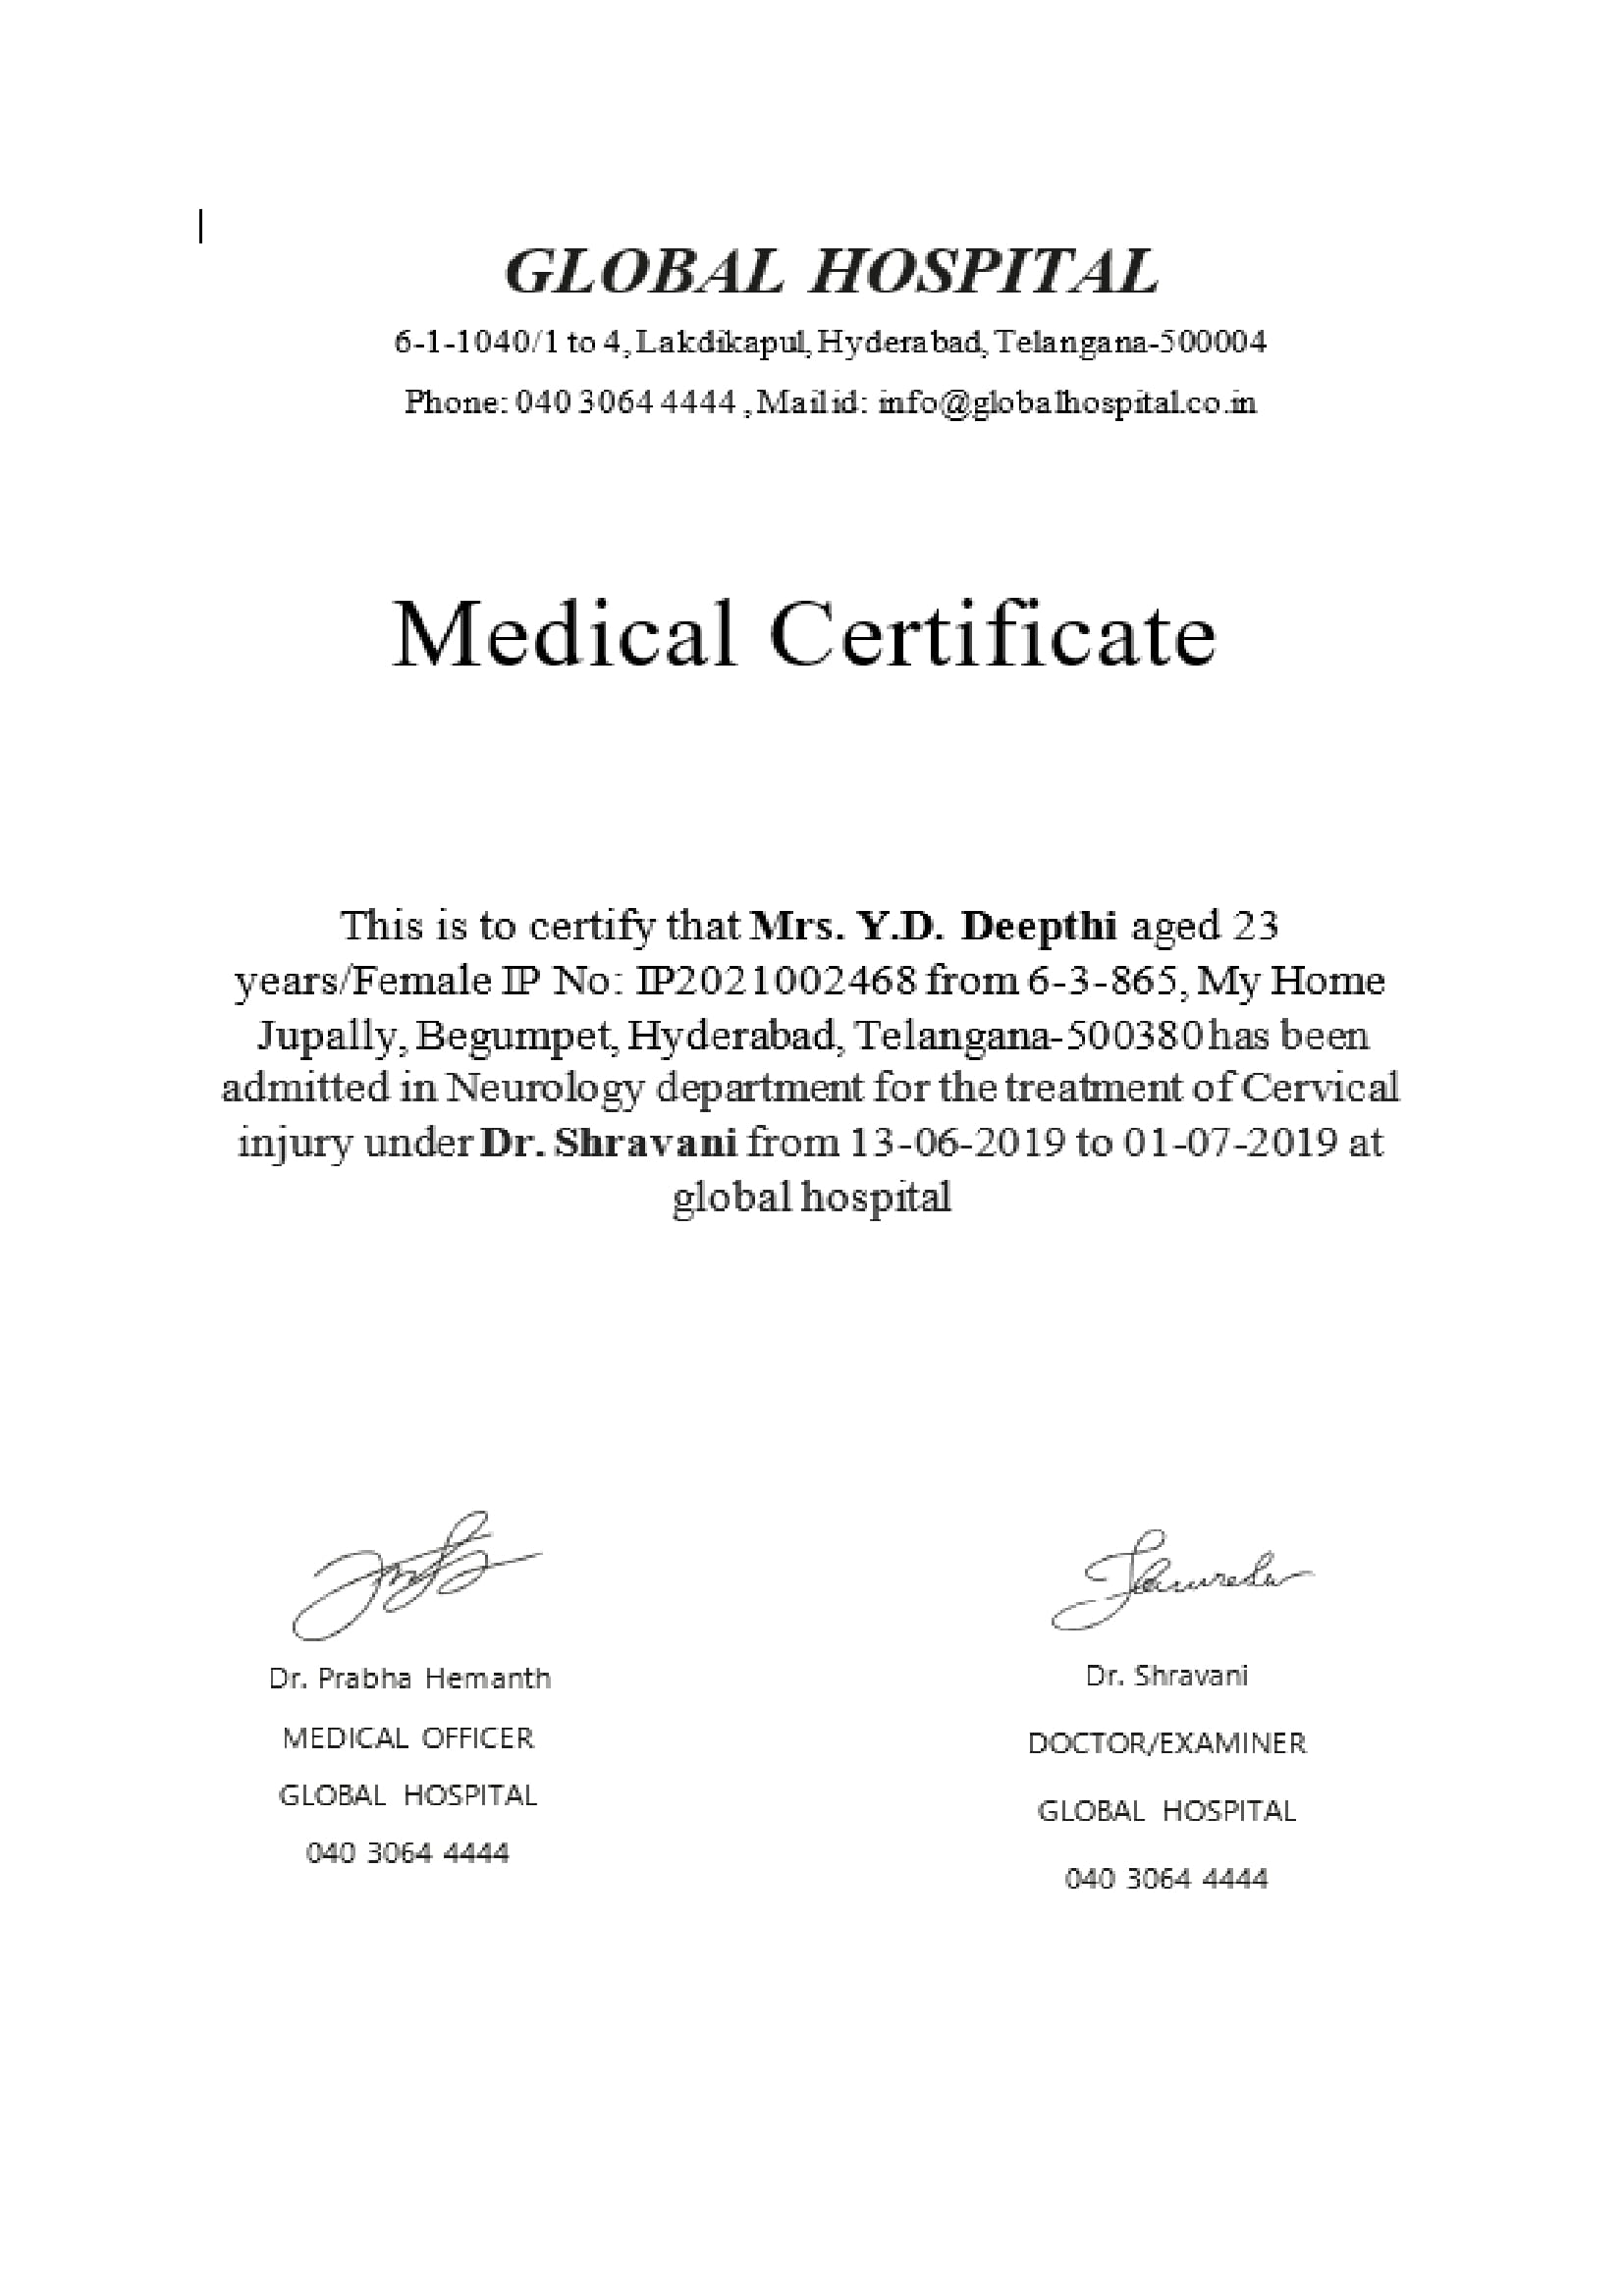 GLOBAL HOSPITAL
6-1-1040/1 to 4, Lakdikapul, Hyderabad, Telangana-500004
Phone: 040 3064 4444 , Mail id: info@globalhospital.co.in
Medical Certificate
This is to certify that Mrs. Y.D. Deepthi aged 23
years/Female IP No: IP2021002468 from 6-3-865, My Home
Jupally, Begumpet, Hyderabad, Telangana-500380 has been
admitted in Neurology department for the treatment of Cervical
injury under Dr. Shravani from 13-06-2019 to 01-07-2019 at
global hospital
Dr. Prabha Hemanth
MEDICAL OFFICER
GLOBAL HOSPITAL
040 3064 4444
Dr. Shravani
DOCTOR/EXAMINER
GLOBAL HOSPITAL
040 3064 4444